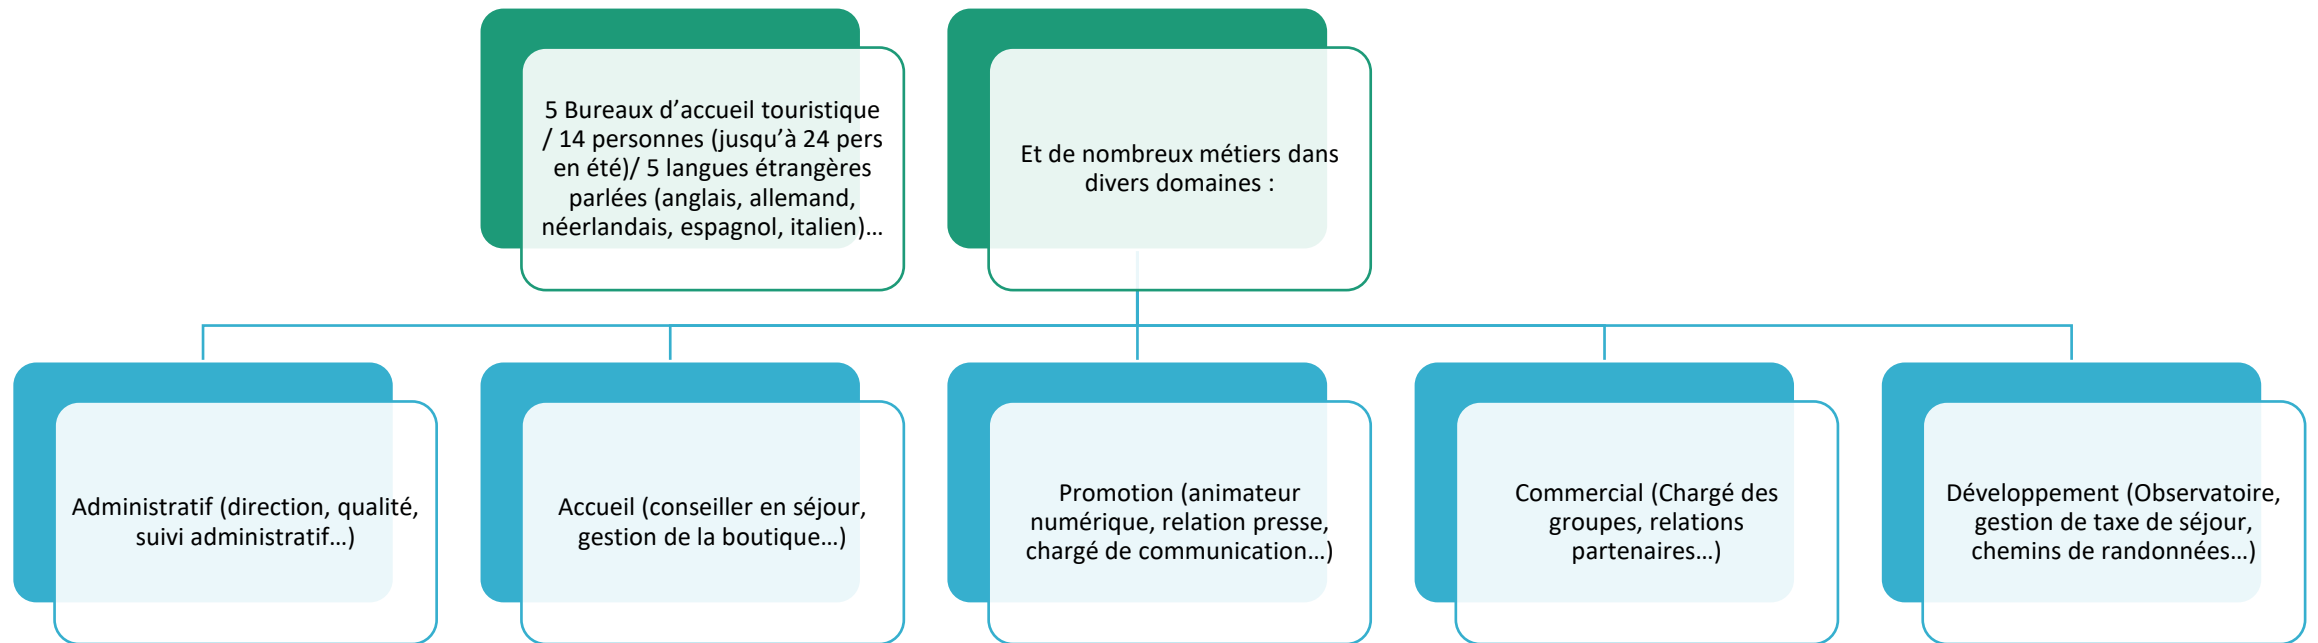 5 Bureaux d’accueil touristique
/ 14 personnes (jusqu’à 24 pers
en été)/ 5 langues étrangères
parlées (anglais, allemand,
néerlandais, espagnol, italien)…
Et de nombreux métiers dans
divers domaines :
Administratif (direction, qualité,
suivi administratif…)
Accueil (conseiller en séjour,
gestion de la boutique…)
Promotion (animateur
numérique, relation presse,
chargé de communication…)
Commercial (Chargé des
groupes, relations
partenaires…)
Développement (Observatoire,
gestion de taxe de séjour,
chemins de randonnées…)